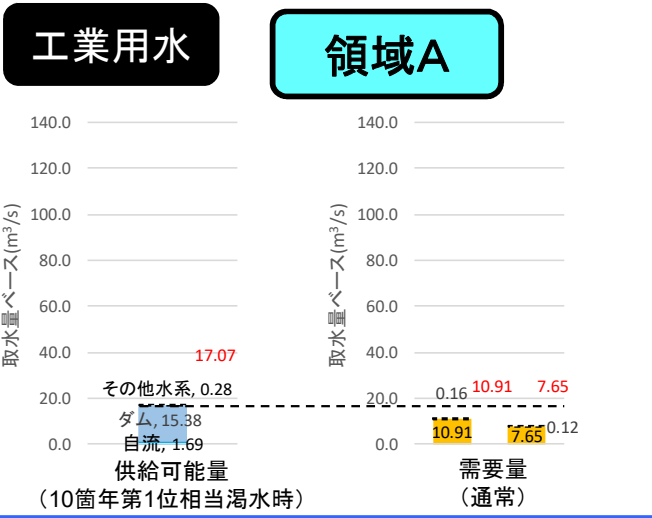 工業用水
領域A
140.0
120.0
100.0
80.0
60.0
40.0
20.0
0.0
取水量ベース(m³/s)
17.07
その他水系, 0.28
ダム, 15.38
自流, 1.69
供給可能量
（10箇年第1位相当渇水時）
140.0
120.0
100.0
80.0
60.0
40.0
20.0
0.0
取水量ベース(m³/s)
0.16
10.91
7.65
10.91
7.65
0.12
需要量
（通常）